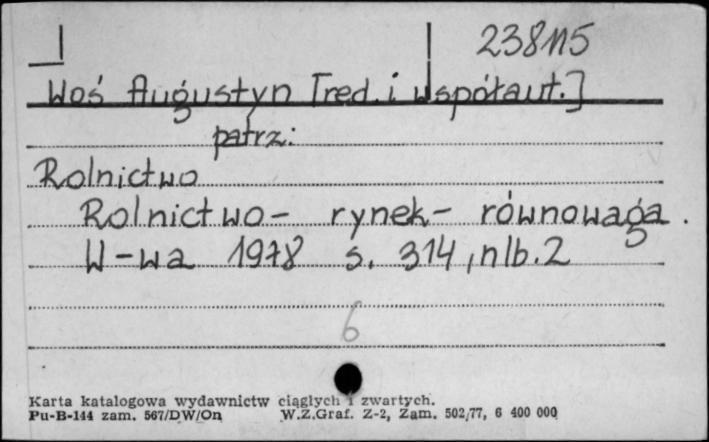 238115
Woś Augustyn [red. i współaut.]
patrz:
Rolnictwo
Rolnictwo- rynek- równowaga.
W-wa 1978 s. 314, nlb. 2
6
Karta katalogowa wydawnictw ciągłych i zwartych.
Pu-B-144 zam. 567/DW/On W.Z.Graf. Z-2, Zam. 502/77, 6 400 000